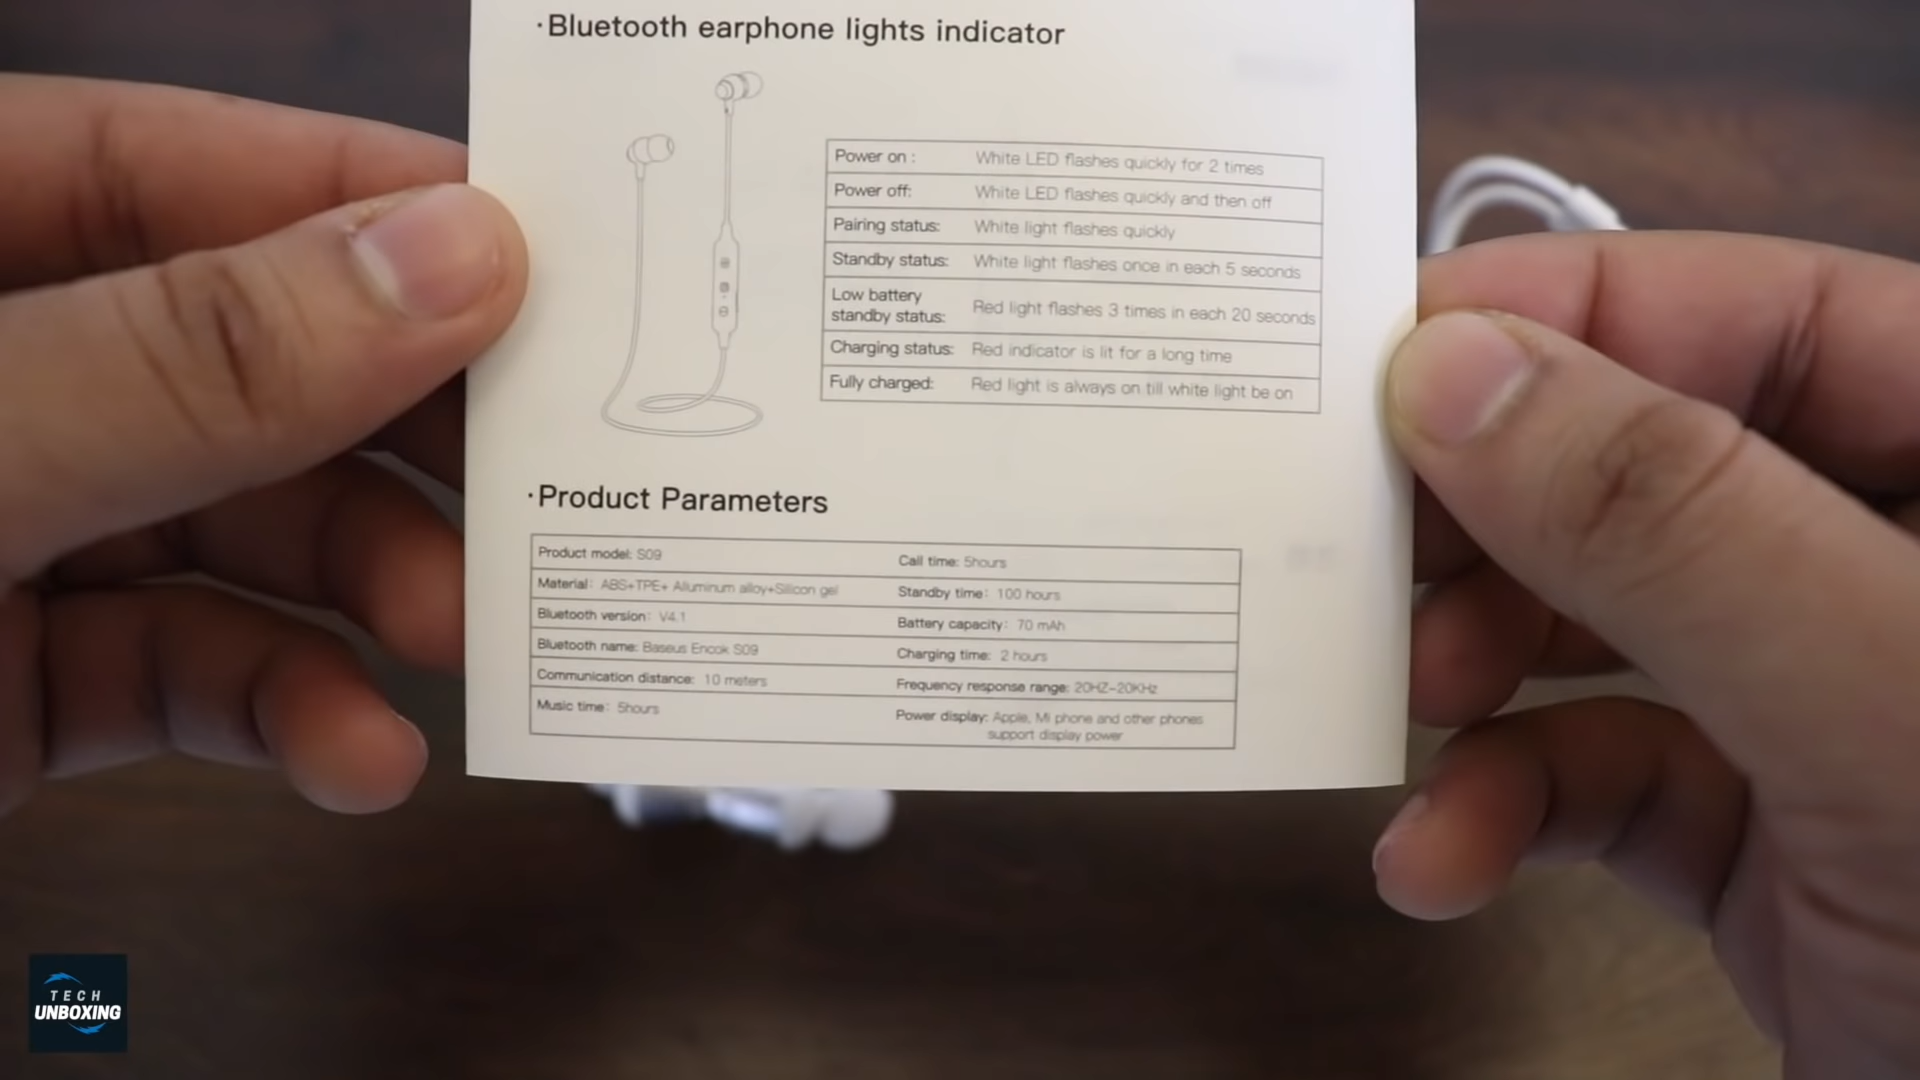 ·Bluetooth earphone lights indicator
Power on : White LED flashes quickly for 2 times
Power off: White LED flashes quickly and then off
Pairing status: White light flashes quickly
Standby status: White light flashes once in each 5 seconds
Low battery
standby status: Red light flashes 3 times in each 20 seconds
Charging status: Red indicator is lit for a long time
Fully charged: Red light is always on till white light be on
·Product Parameters
Product model: S09 Call time: 5hours
Material: ABS+TPE+ Alluminum alloy+Silicon gel Standby time: 100 hours
Bluetooth version: V4.1 Battery capacity: 70 mAh
Bluetooth name: Baseus Encok S09 Charging time: 2 hours
Communication distance: 10 meters Frequency response range: 20HZ-20KHz
Music time: 5hours Power display: Apple, Mi phone and other phones
support display power
TECH
UNBOXING